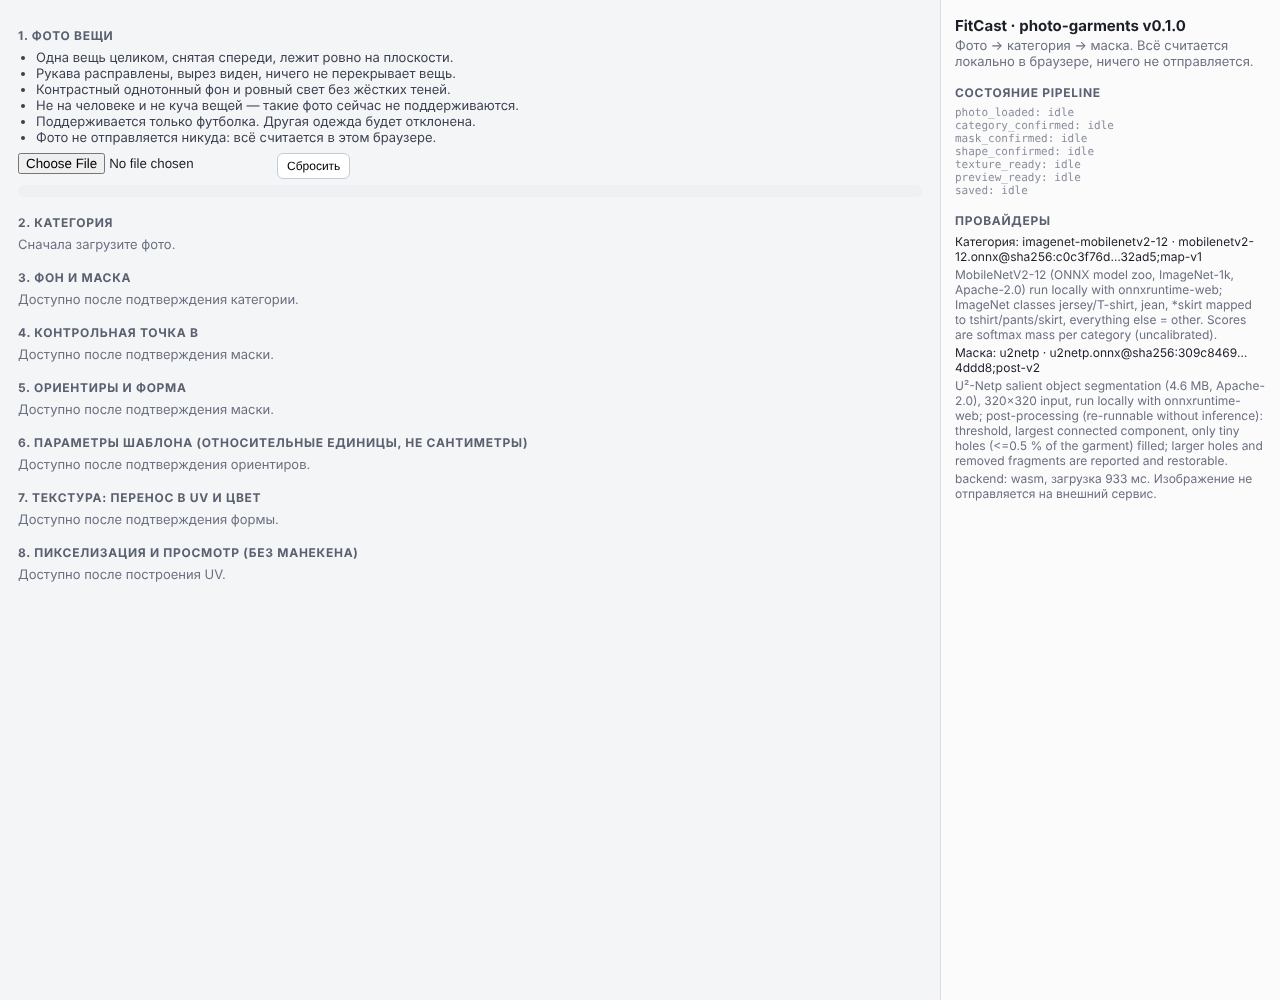 1. ФОТО ВЕЩИ
• Одна вещь целиком, снятая спереди, лежит ровно на плоскости.
• Рукава расправлены, вырез виден, ничего не перекрывает вещь.
• Контрастный однотонный фон и ровный свет без жёстких теней.
• Не на человеке и не куча вещей — такие фото сейчас не поддерживаются.
• Поддерживается только футболка. Другая одежда будет отклонена.
• Фото не отправляется никуда: всё считается в этом браузере.
Choose File No file chosen Сбросить
2. КАТЕГОРИЯ
Сначала загрузите фото.
3. ФОН И МАСКА
Доступно после подтверждения категории.
4. КОНТРОЛЬНАЯ ТОЧКА B
Доступно после подтверждения маски.
5. ОРИЕНТИРЫ И ФОРМА
Доступно после подтверждения маски.
6. ПАРАМЕТРЫ ШАБЛОНА (ОТНОСИТЕЛЬНЫЕ ЕДИНИЦЫ, НЕ САНТИМЕТРЫ)
Доступно после подтверждения ориентиров.
7. ТЕКСТУРА: ПЕРЕНОС В UV И ЦВЕТ
Доступно после подтверждения формы.
8. ПИКСЕЛИЗАЦИЯ И ПРОСМОТР (БЕЗ МАНЕКЕНА)
Доступно после построения UV.
FitCast · photo-garments v0.1.0
Фото → категория → маска. Всё считается
локально в браузере, ничего не отправляется.
СОСТОЯНИЕ PIPELINE
photo_loaded: idle
category_confirmed: idle
mask_confirmed: idle
shape_confirmed: idle
texture_ready: idle
preview_ready: idle
saved: idle
ПРОВАЙДЕРЫ
Категория: imagenet-mobilenetv2-12 · mobilenetv2-
12.onnx@sha256:c0c3f76d…32ad5;map-v1
MobileNetV2-12 (ONNX model zoo, ImageNet-1k,
Apache-2.0) run locally with onnxruntime-web;
ImageNet classes jersey/T-shirt, jean, *skirt mapped
to tshirt/pants/skirt, everything else = other. Scores
are softmax mass per category (uncalibrated).
Маска: u2netp · u2netp.onnx@sha256:309c8469…
4ddd8;post-v2
U²-Netp salient object segmentation (4.6 MB, Apache-
2.0), 320×320 input, run locally with onnxruntime-
web; post-processing (re-runnable without inference):
threshold, largest connected component, only tiny
holes (<=0.5 % of the garment) filled; larger holes and
removed fragments are reported and restorable.
backend: wasm, загрузка 933 мс. Изображение не
отправляется на внешний сервис.